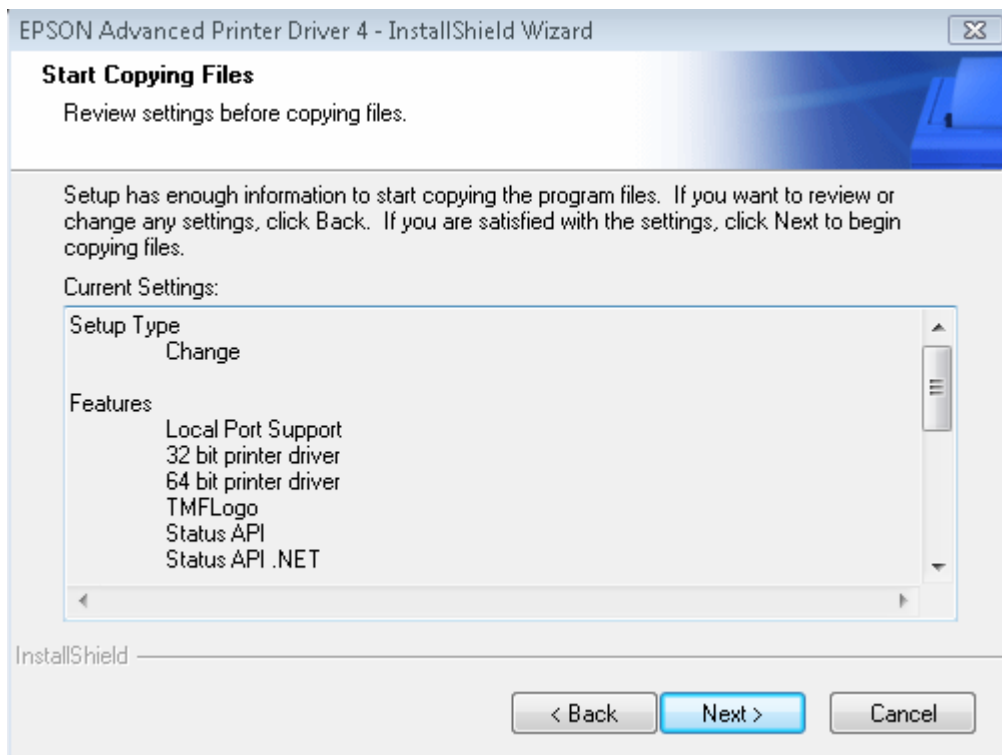 EPSON Advanced Printer Driver 4 - InstallShield Wizard
Start Copying Files
Review settings before copying files.
Setup has enough information to start copying the program files.  If you want to review or
change any settings, click Back.  If you are satisfied with the settings, click Next to begin
copying files.
Current Settings:
Setup Type
Change
Features
Local Port Support
32 bit printer driver
64 bit printer driver
TMFLogo
Status API
Status API .NET
InstallShield
< Back
Next >
Cancel